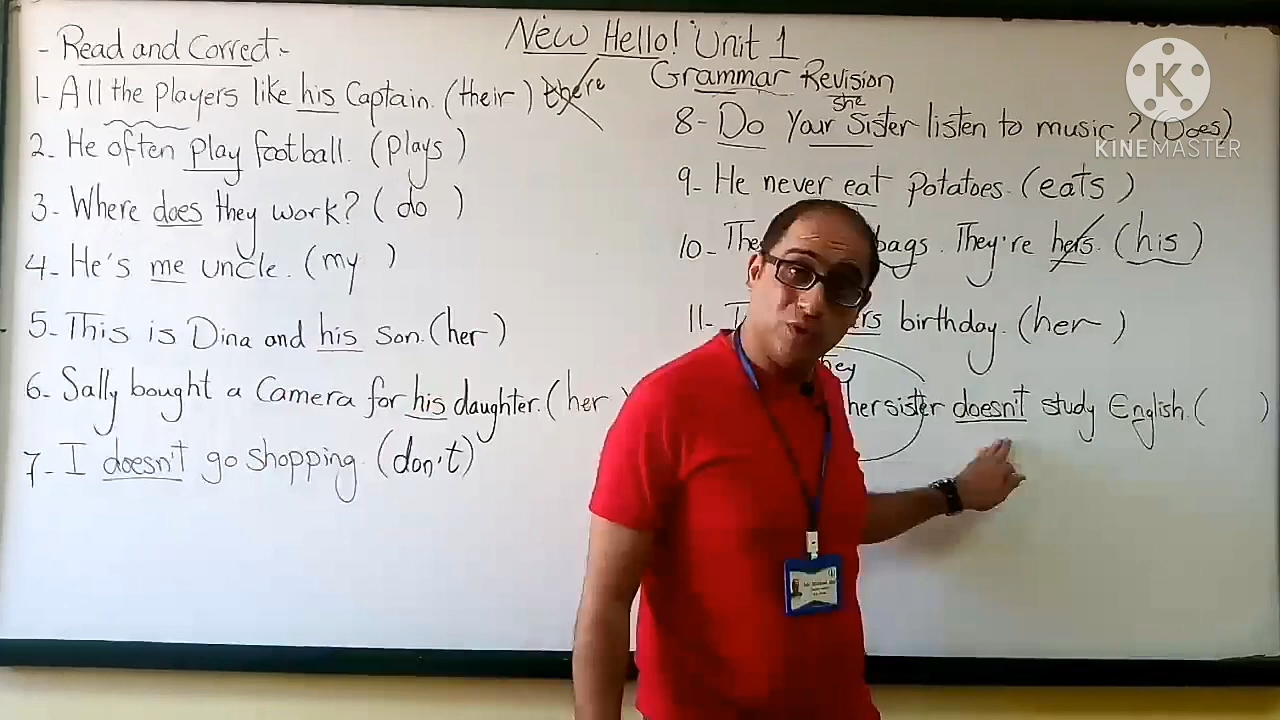 New Hello! Unit 1
Grammar Revision
- Read and Correct:-
1- All the Players like his Captain. (their) there
2. He often play football. (plays)
3- Where does they work? (do)
4- He's me uncle. (my)
5- This is Dina and his son. (her)
6- Sally bought a Camera for his daughter. (her
7- I doesn't go shopping. (don't)
she
8- Do Your Sister listen to music? (Does)
9- He never eat potatoes. (eats)
10- bags. They're hers. (his)
11- birthday. (her)
her sister doesn't study English. ( )
K
KINEMASTER